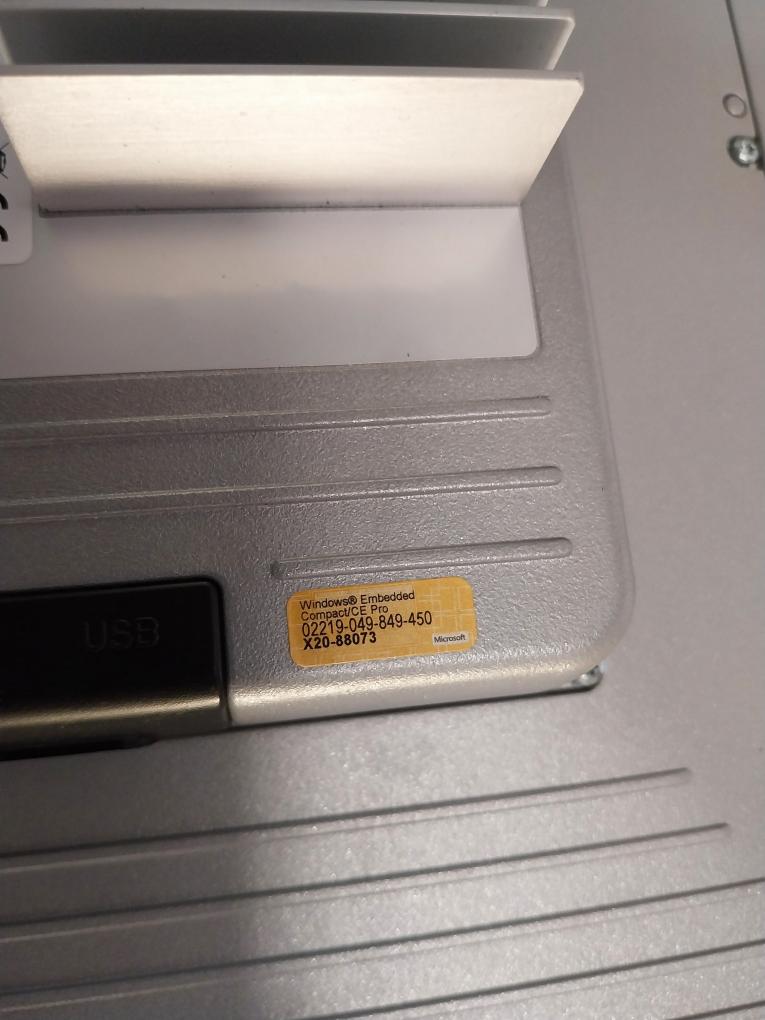 Windows® Embedded
Compact/CE Pro
02219-049-849-450
X20-88073
Microsoft
USB